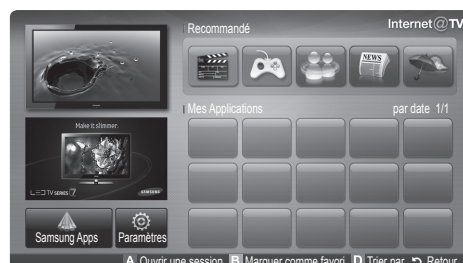 Recommandé
Internet@TV
NEWS
Mes Applications
par date 1/1
Make it slimmer.
LED TV SERIES 7
SAMSUNG
Samsung Apps
Paramètres
A Ouvrir une session B Marquer comme favori D Trier par Retour